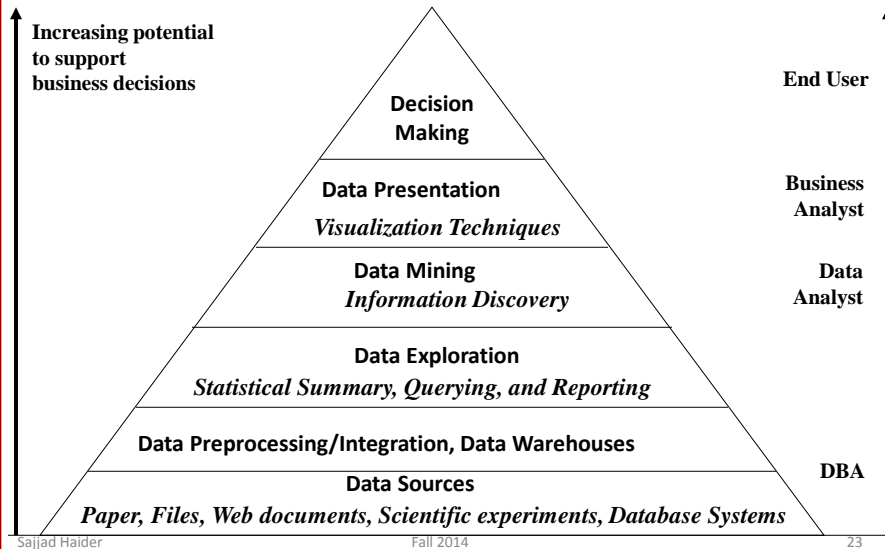 Increasing potential
to support
business decisions
End User
Decision
Making
Data Presentation
Visualization Techniques
Business
Analyst
Data Mining
Information Discovery
Data
Analyst
Data Exploration
Statistical Summary, Querying, and Reporting
Data Preprocessing/Integration, Data Warehouses
DBA
Data Sources
Paper, Files, Web documents, Scientific experiments, Database Systems
Sajjad Haider
Fall 2014
23